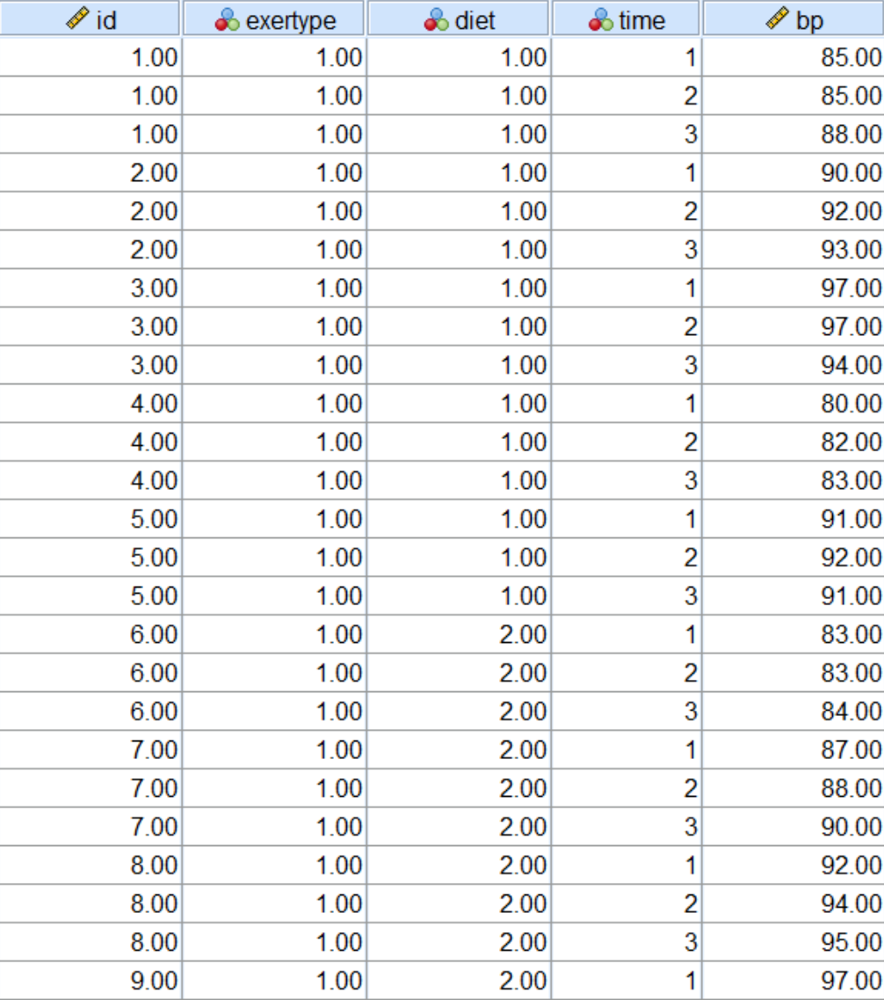 id exertype diet time bp
1.00 1.00 1.00 1 85.00
1.00 1.00 1.00 2 85.00
1.00 1.00 1.00 3 88.00
2.00 1.00 1.00 1 90.00
2.00 1.00 1.00 2 92.00
2.00 1.00 1.00 3 93.00
3.00 1.00 1.00 1 97.00
3.00 1.00 1.00 2 97.00
3.00 1.00 1.00 3 94.00
4.00 1.00 1.00 1 80.00
4.00 1.00 1.00 2 82.00
4.00 1.00 1.00 3 83.00
5.00 1.00 1.00 1 91.00
5.00 1.00 1.00 2 92.00
5.00 1.00 1.00 3 91.00
6.00 1.00 2.00 1 83.00
6.00 1.00 2.00 2 83.00
6.00 1.00 2.00 3 84.00
7.00 1.00 2.00 1 87.00
7.00 1.00 2.00 2 88.00
7.00 1.00 2.00 3 90.00
8.00 1.00 2.00 1 92.00
8.00 1.00 2.00 2 94.00
8.00 1.00 2.00 3 95.00
9.00 1.00 2.00 1 97.00